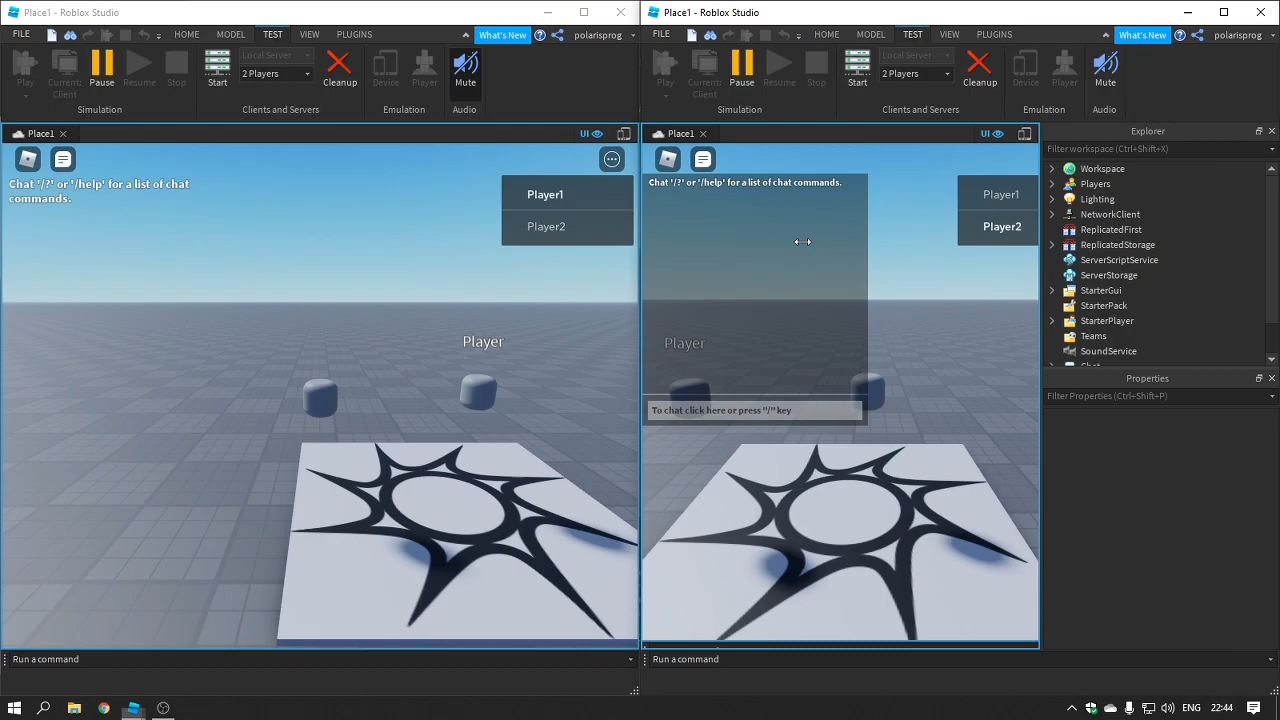 Place1 - Roblox Studio
FILE HOME MODEL TEST VIEW PLUGINS What's New polarisprog
Play Current: Client Pause Resume Stop Start Local Server 2 Players Cleanup Device Player Mute
Simulation Clients and Servers Emulation Audio
Place1 UI
Chat '/?' or '/help' for a list of chat
commands.
Player1
Player2
Player
Run a command
Place1 - Roblox Studio
FILE HOME MODEL TEST VIEW PLUGINS What's New polarisprog
Play Current: Client Pause Resume Stop Start Local Server 2 Players Cleanup Device Player Mute
Simulation Clients and Servers Emulation Audio
Place1 UI
Chat '/?' or '/help' for a list of chat commands.
Player1
Player2
Player
To chat click here or press "/" key
Explorer
Filter workspace (Ctrl+Shift+X)
Workspace
Players
Lighting
NetworkClient
ReplicatedFirst
ReplicatedStorage
ServerScriptService
ServerStorage
StarterGui
StarterPack
StarterPlayer
Teams
SoundService
Chat
Properties
Filter Properties (Ctrl+Shift+P)
Run a command
ENG 22:44